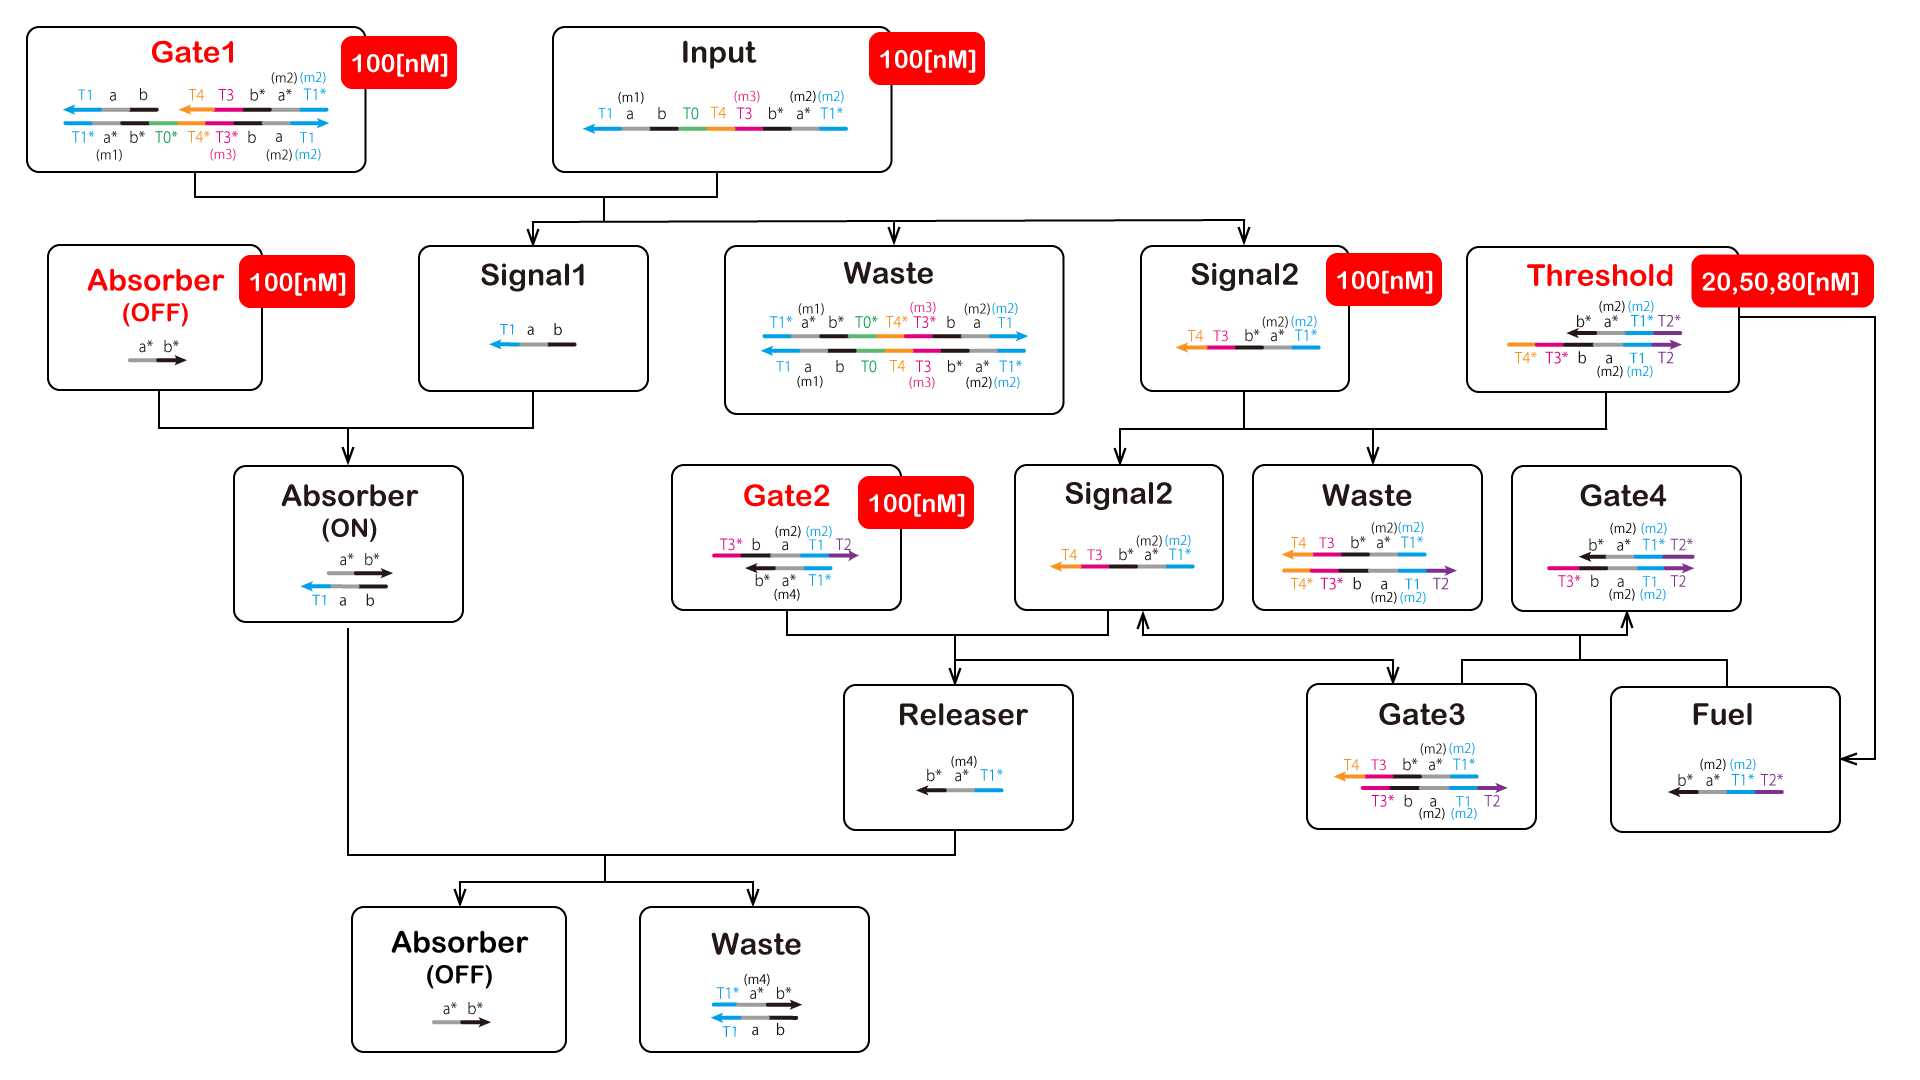 Gate1
100[nM]
(m2) (m2)
T1 a b T4 T3 b* a* T1*
T1* a* b* T0* T4* T3* b a T1
(m1) (m3) (m2) (m2)
Input
100[nM]
(m1) (m3) (m2) (m2)
T1 a b T0 T4 T3 b* a* T1*
Absorber
(OFF)
100[nM]
a* b*
Signal1
T1 a b
Waste
(m1) (m3) (m2) (m2)
T1* a* b* T0* T4* T3* b a T1
T1 a b T0 T4 T3 b* a* T1*
(m1) (m3) (m2) (m2)
Signal2
100[nM]
(m2) (m2)
T4 T3 b* a* T1*
Threshold
20,50,80[nM]
(m2) (m2)
b* a* T1* T2*
T4* T3* b a T1 T2
(m2) (m2)
Absorber
(ON)
a* b*
T1 a b
Gate2
100[nM]
(m2) (m2)
T3* b a T1 T2
b* a* T1*
(m4)
Signal2
(m2) (m2)
T4 T3 b* a* T1*
Waste
(m2) (m2)
T4 T3 b* a* T1*
T4* T3* b a T1 T2
(m2) (m2)
Gate4
(m2) (m2)
b* a* T1* T2*
T3* b a T1 T2
(m2) (m2)
Releaser
(m4)
b* a* T1*
Gate3
(m2) (m2)
T4 T3 b* a* T1*
T3* b a T1 T2
(m2) (m2)
Fuel
(m2) (m2)
b* a* T1* T2*
Absorber
(OFF)
a* b*
Waste
(m4)
T1* a* b*
T1 a b